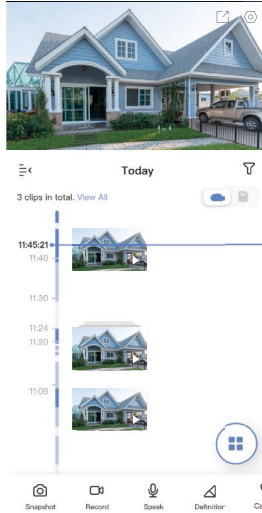 Today
3 clips in total. View All
11:45:21
11:40
11:30
11:24
11:20
11:08
Snapshot
Record
Speak
Definition
Ca